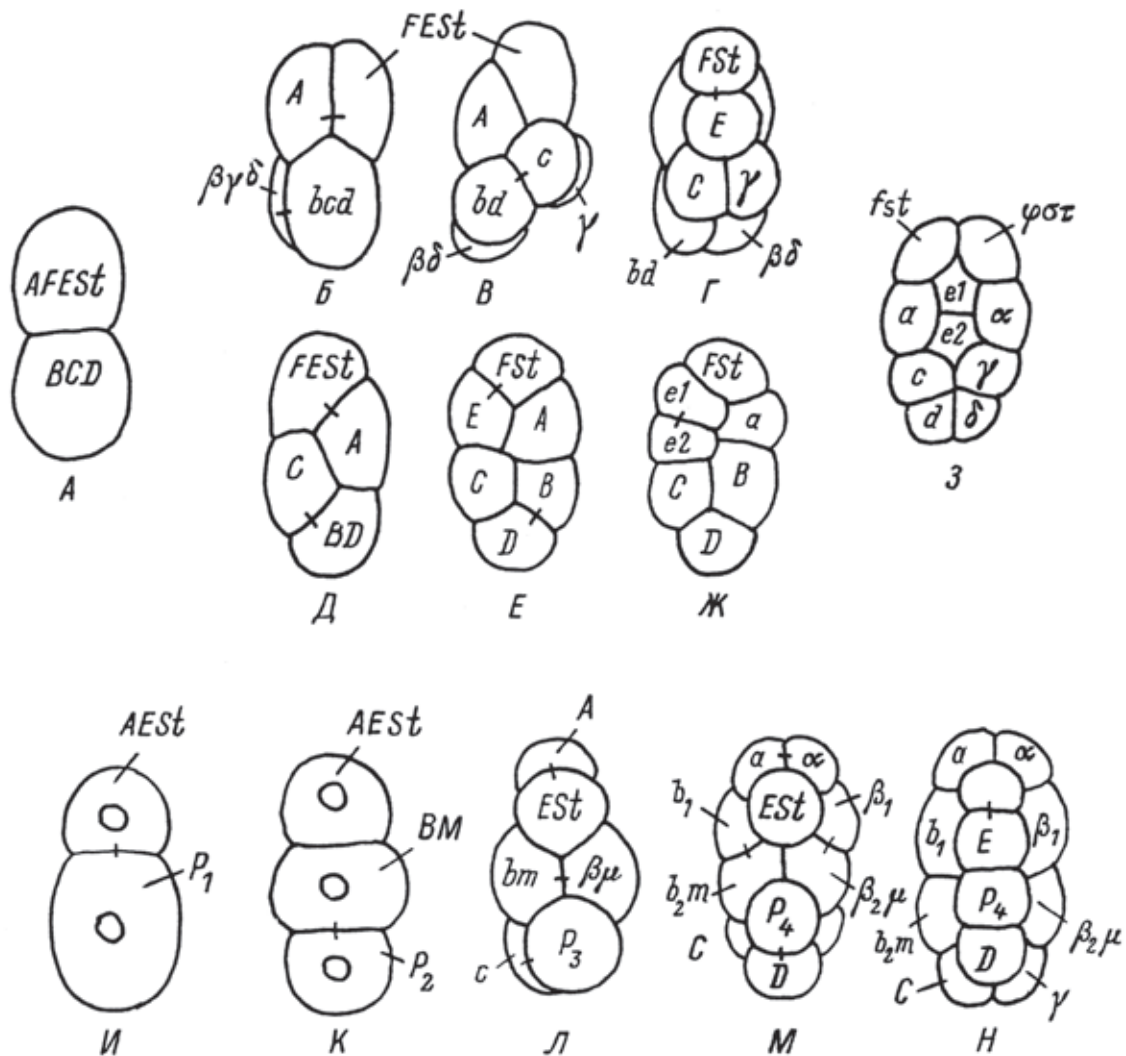 FESt
A
βγδ
bcd
Б
A
c
bd
γ
βδ
В
FSt
E
C
γ
bd
βδ
Г
AFESt
BCD
А
fst
φστ
e1
e2
a
α
c
γ
d
δ
З
FESt
A
C
BD
Д
FSt
E
A
C
B
D
Е
FSt
e1
a
e2
C
B
D
Ж
AESt
P₁
И
AESt
BM
P₂
К
A
ESt
bm
βμ
c
P₃
Л
a
α
b₁
ESt
β₁
b₂m
β₂μ
P₄
C
D
М
a
α
b₁
E
β₁
P₄
b₂m
β₂μ
D
C
γ
Н